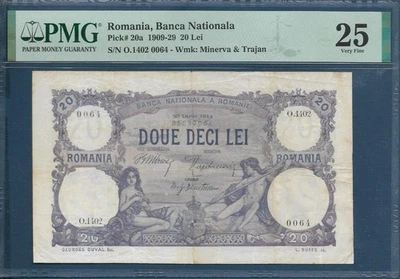 PMG
PAPER MONEY GUARANTY
Romania, Banca Nationala
Pick# 20a 1909-29 20 Lei
S/N O.1402 0064 - Wmk: Minerva & Trajan
25
Very Fine
20
BANCA NATIONALA A ROMANIEI
20
0064
O.1402
DOUE DECI LEI
ROMANIA
ROMANIA
O.1402
0064
20
20
GEORGES DUVAL